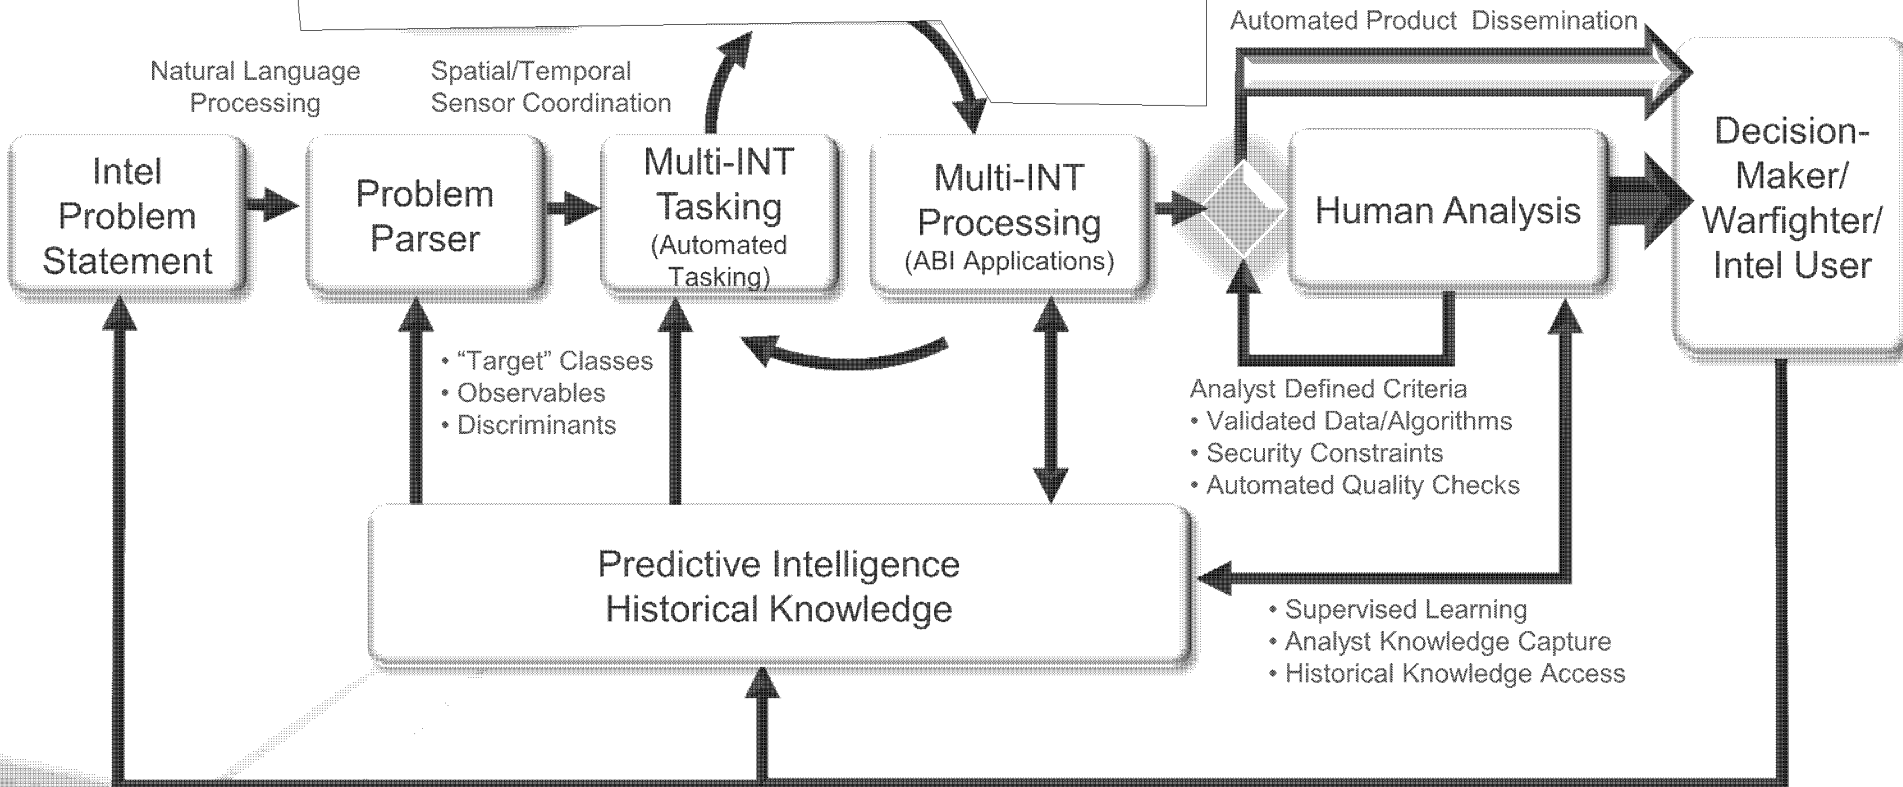 Automated Product Dissemination
Natural Language
Processing
Spatial/Temporal
Sensor Coordination
Intel
Problem
Statement
Problem
Parser
Multi-INT
Tasking
(Automated
Tasking)
Multi-INT
Processing
(ABI Applications)
Human Analysis
Decision-
Maker/
Warfighter/
Intel User
• “Target” Classes
• Observables
• Discriminants
Analyst Defined Criteria
• Validated Data/Algorithms
• Security Constraints
• Automated Quality Checks
Predictive Intelligence
Historical Knowledge
• Supervised Learning
• Analyst Knowledge Capture
• Historical Knowledge Access